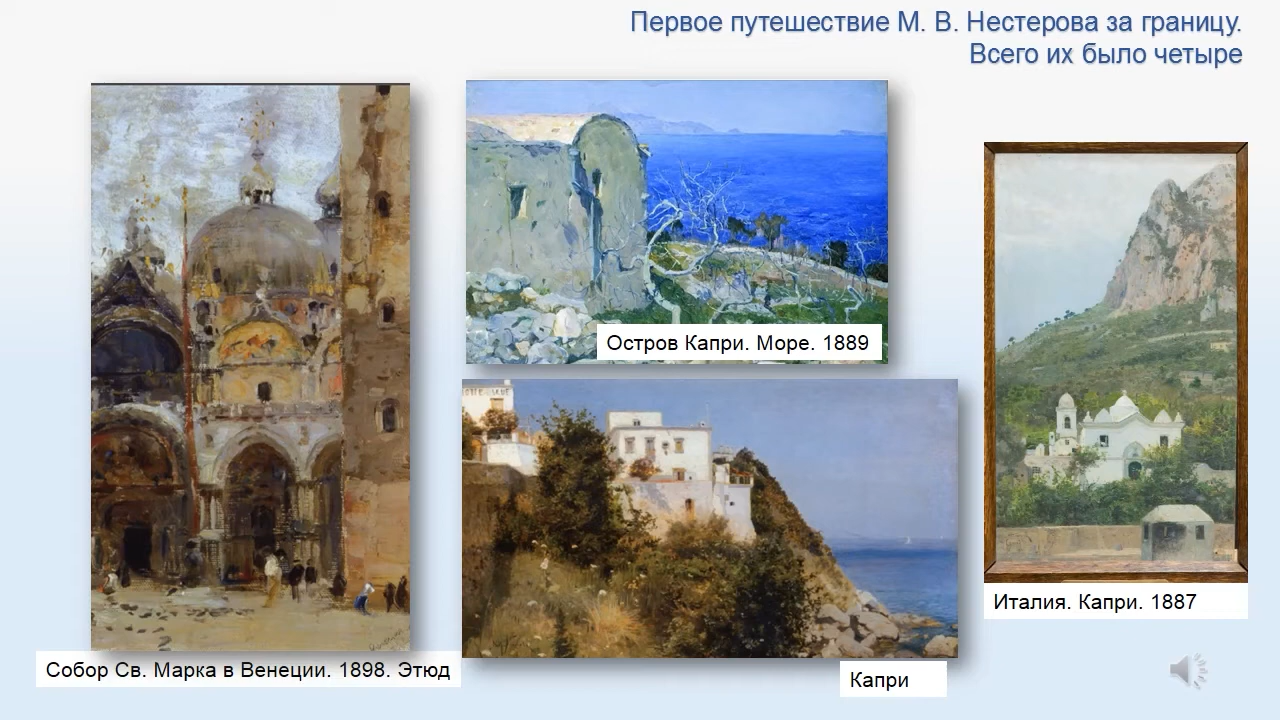 Первое путешествие М. В. Нестерова за границу.
Всего их было четыре
Остров Капри. Море. 1889
Италия. Капри. 1887
Собор Св. Марка в Венеции. 1898. Этюд
Капри